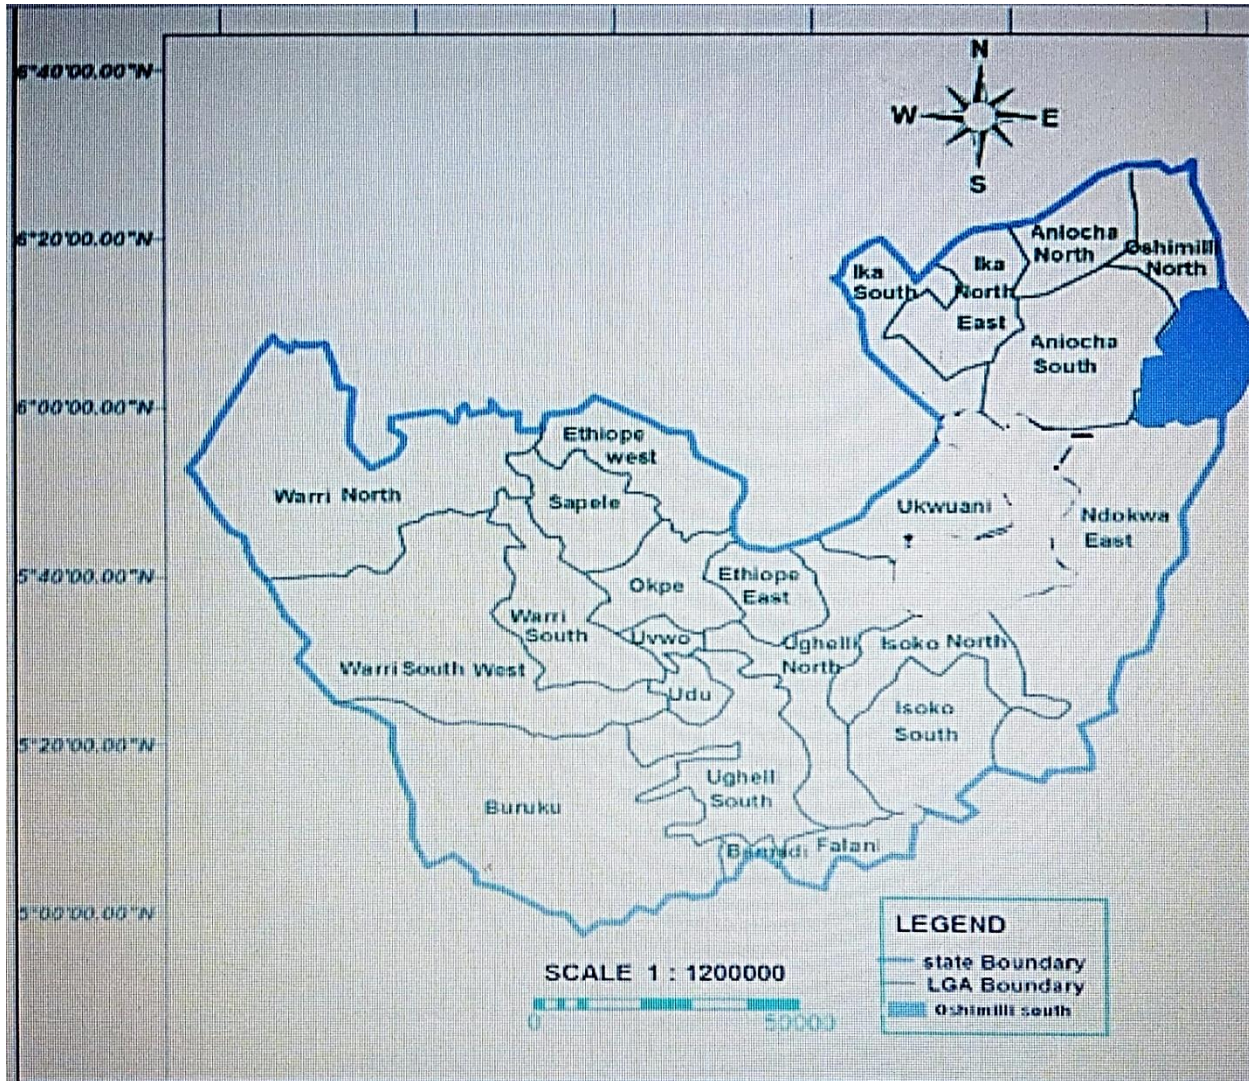 N
6°40'00.00"N
W
E
S
6°20'00.00"N
Aniocha
North
Oshimilli
North
Ika
South
Ika
North
East
Aniocha
South
6°00'00.00"N
Ethiope
west
Warri North
Sapele
Ukwuani
Ndokwa
East
5°40'00.00"N
Okpe
Ethiope
East
Warri
South
Uvwo
Ughelli
North
Isoko North
Warri South West
Udu
Isoko
South
5°20'00.00"N
Ughell
South
Buruku
Falani
5°00'00.00"N
LEGEND
state Boundary
LGA Boundary
Oshimilli south
SCALE 1 : 1200000
0
50000